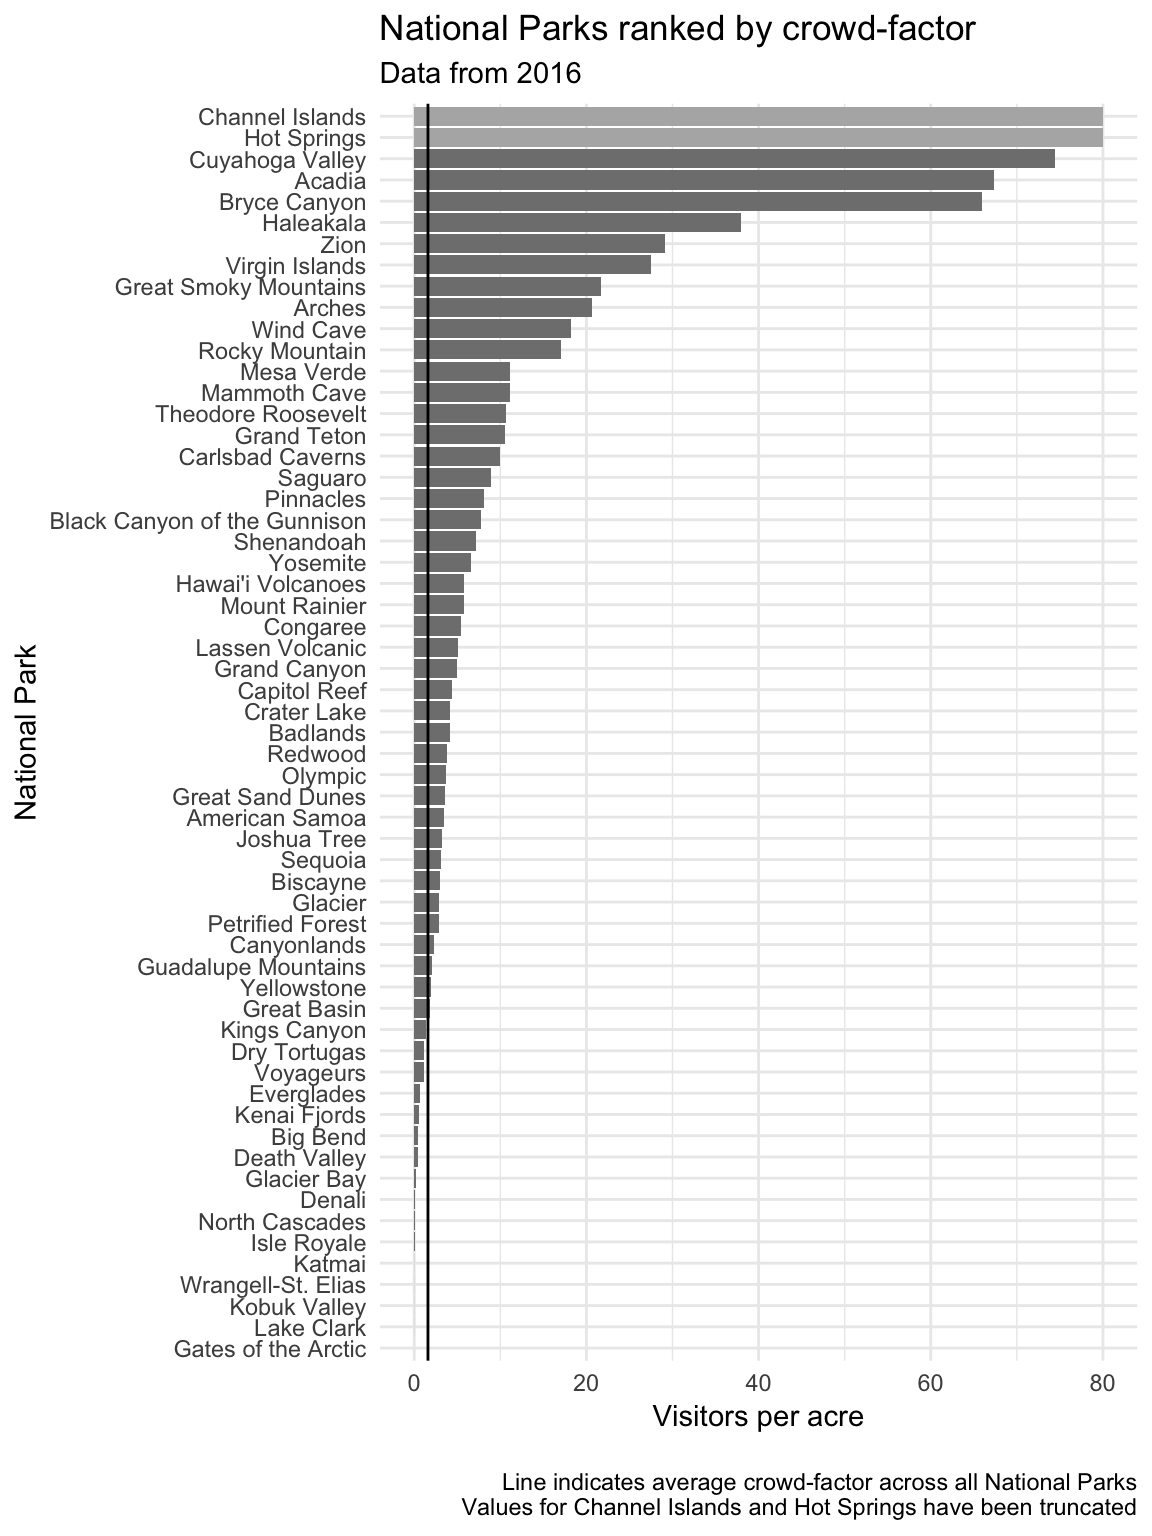 National Parks ranked by crowd-factor
Data from 2016
Channel Islands
Hot Springs
Cuyahoga Valley
Acadia
Bryce Canyon
Haleakala
Zion
Virgin Islands
Great Smoky Mountains
Arches
Wind Cave
Rocky Mountain
Mesa Verde
Mammoth Cave
Theodore Roosevelt
Grand Teton
Carlsbad Caverns
Saguaro
Pinnacles
Black Canyon of the Gunnison
Shenandoah
Yosemite
Hawai'i Volcanoes
Mount Rainier
Congaree
Lassen Volcanic
Grand Canyon
Capitol Reef
Crater Lake
Badlands
Redwood
Olympic
Great Sand Dunes
American Samoa
Joshua Tree
Sequoia
Biscayne
Glacier
Petrified Forest
Canyonlands
Guadalupe Mountains
Yellowstone
Great Basin
Kings Canyon
Dry Tortugas
Voyageurs
Everglades
Kenai Fjords
Big Bend
Death Valley
Glacier Bay
Denali
North Cascades
Isle Royale
Katmai
Wrangell-St. Elias
Kobuk Valley
Lake Clark
Gates of the Arctic
National Park
0 20 40 60 80
Visitors per acre
Line indicates average crowd-factor across all National Parks
Values for Channel Islands and Hot Springs have been truncated